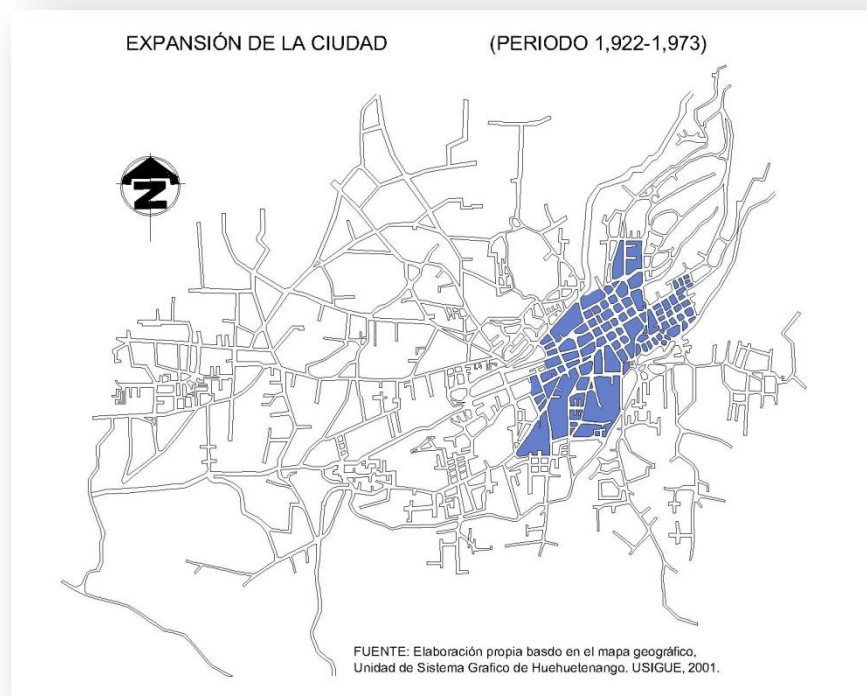 EXPANSIÓN DE LA CIUDAD (PERIODO 1,922-1,973)
N
FUENTE: Elaboración propia basdo en el mapa geográfico,
Unidad de Sistema Grafico de Huehuetenango. USIGUE, 2001.